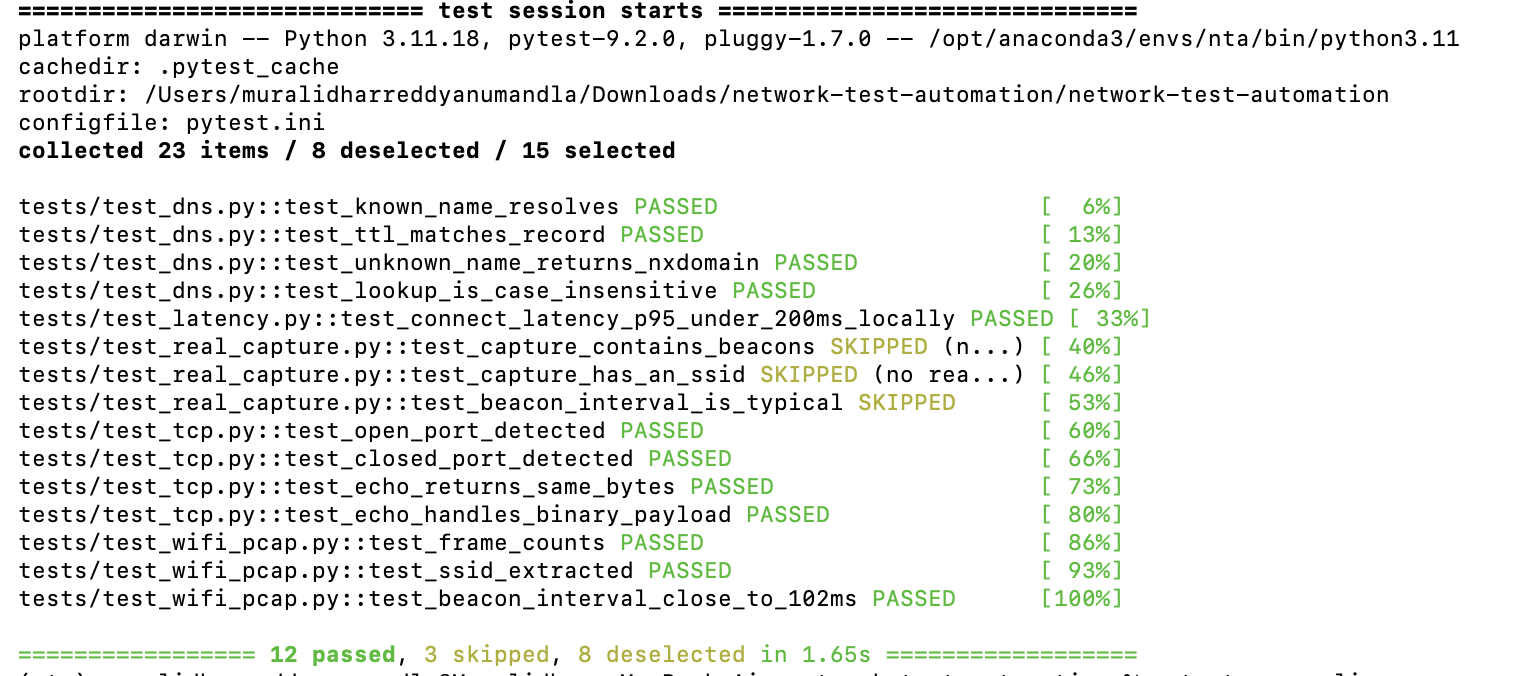 ============================= test session starts ==============================
platform darwin -- Python 3.11.18, pytest-9.2.0, pluggy-1.7.0 -- /opt/anaconda3/envs/nta/bin/python3.11
cachedir: .pytest_cache
rootdir: /Users/muralidharreddyanumandla/Downloads/network-test-automation/network-test-automation
configfile: pytest.ini
collected 23 items / 8 deselected / 15 selected
tests/test_dns.py::test_known_name_resolves PASSED [  6%]
tests/test_dns.py::test_ttl_matches_record PASSED [ 13%]
tests/test_dns.py::test_unknown_name_returns_nxdomain PASSED [ 20%]
tests/test_dns.py::test_lookup_is_case_insensitive PASSED [ 26%]
tests/test_latency.py::test_connect_latency_p95_under_200ms_locally PASSED [ 33%]
tests/test_real_capture.py::test_capture_contains_beacons SKIPPED (n...) [ 40%]
tests/test_real_capture.py::test_capture_has_an_ssid SKIPPED (no rea...) [ 46%]
tests/test_real_capture.py::test_beacon_interval_is_typical SKIPPED [ 53%]
tests/test_tcp.py::test_open_port_detected PASSED [ 60%]
tests/test_tcp.py::test_closed_port_detected PASSED [ 66%]
tests/test_tcp.py::test_echo_returns_same_bytes PASSED [ 73%]
tests/test_tcp.py::test_echo_handles_binary_payload PASSED [ 80%]
tests/test_wifi_pcap.py::test_frame_counts PASSED [ 86%]
tests/test_wifi_pcap.py::test_ssid_extracted PASSED [ 93%]
tests/test_wifi_pcap.py::test_beacon_interval_close_to_102ms PASSED [100%]
================= 12 passed, 3 skipped, 8 deselected in 1.65s ==================